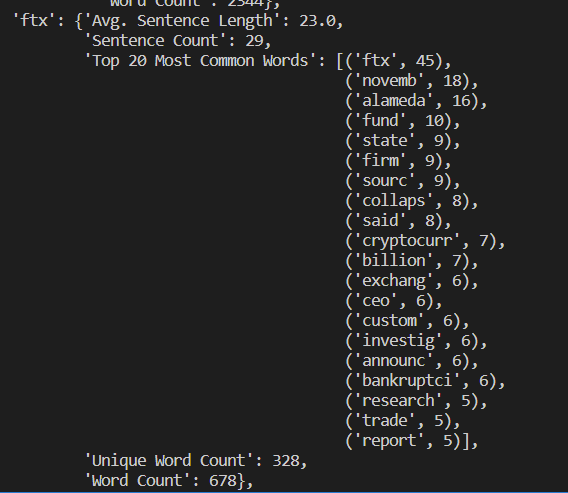 Word Count': 2344},
'ftx': {'Avg. Sentence Length': 23.0,
'Sentence Count': 29,
'Top 20 Most Common Words': [('ftx', 45),
('novemb', 18),
('alameda', 16),
('fund', 10),
('state', 9),
('firm', 9),
('sourc', 9),
('collaps', 8),
('said', 8),
('cryptocurr', 7),
('billion', 7),
('exchang', 6),
('ceo', 6),
('custom', 6),
('investig', 6),
('announc', 6),
('bankruptci', 6),
('research', 5),
('trade', 5),
('report', 5)],
'Unique Word Count': 328,
'Word Count': 678},